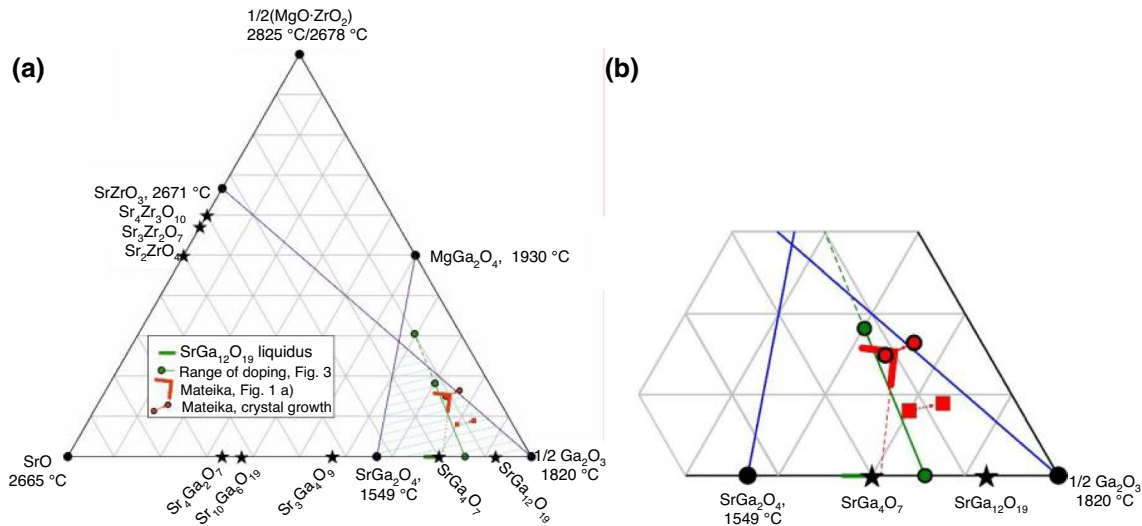 1/2(MgO·ZrO₂)
2825 °C/2678 °C
(a)
(b)
SrZrO₃, 2671 °C
Sr₄Zr₃O₁₀
Sr₃Zr₂O₇
Sr₂ZrO₄
MgGa₂O₄, 1930 °C
SrGa₁₂O₁₉ liquidus
Range of doping, Fig. 3
Mateika, Fig. 1 a)
Mateika, crystal growth
SrO
2665 °C
Sr₄Ga₂O₇
Sr₁₀Ga₆O₁₉
Sr₃Ga₄O₉
SrGa₂O₄,
1549 °C
SrGa₄O₇
SrGa₁₂O₁₉
1/2 Ga₂O₃
1820 °C
SrGa₂O₄,
1549 °C
SrGa₄O₇
SrGa₁₂O₁₉
1/2 Ga₂O₃
1820 °C